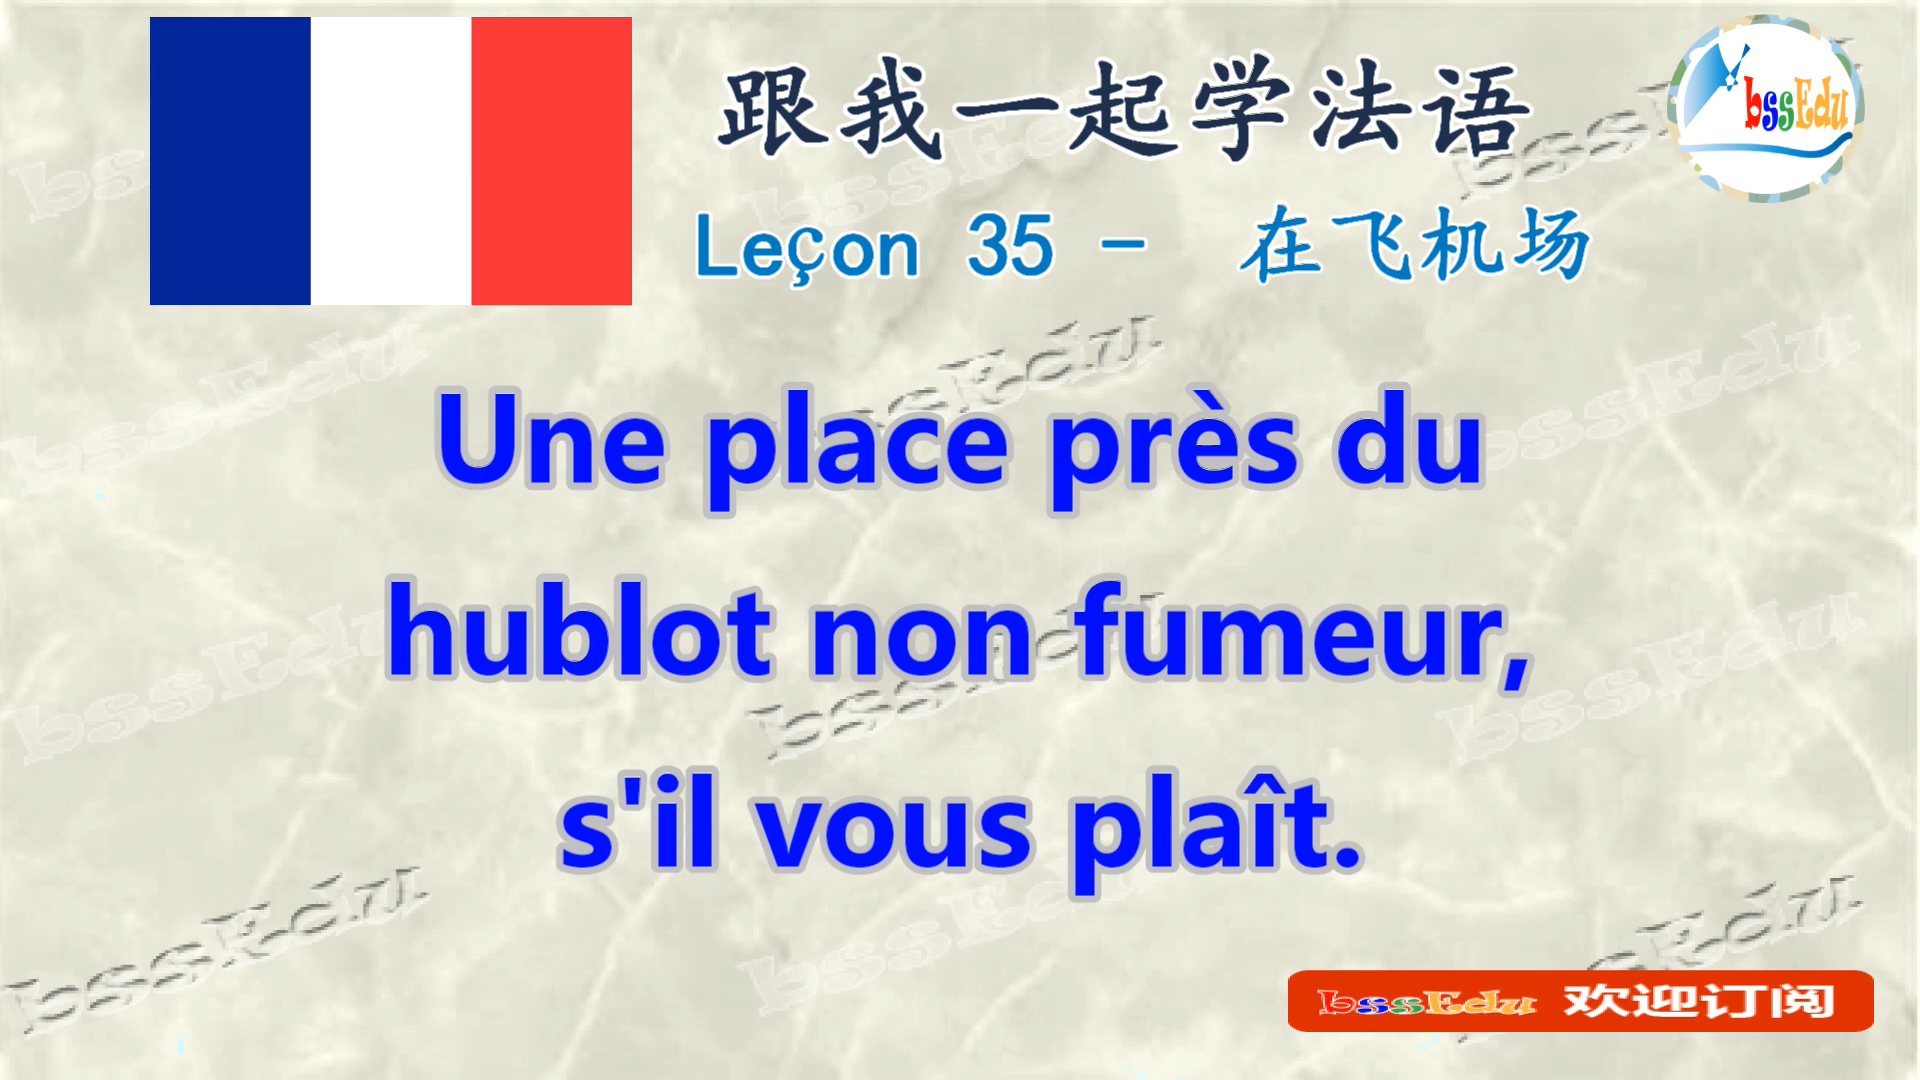 跟我一起学法语
bssEdu
Leçon 35 - 在飞机场
Une place près du
hublot non fumeur,
s'il vous plaît.
bssEdu 欢迎订阅